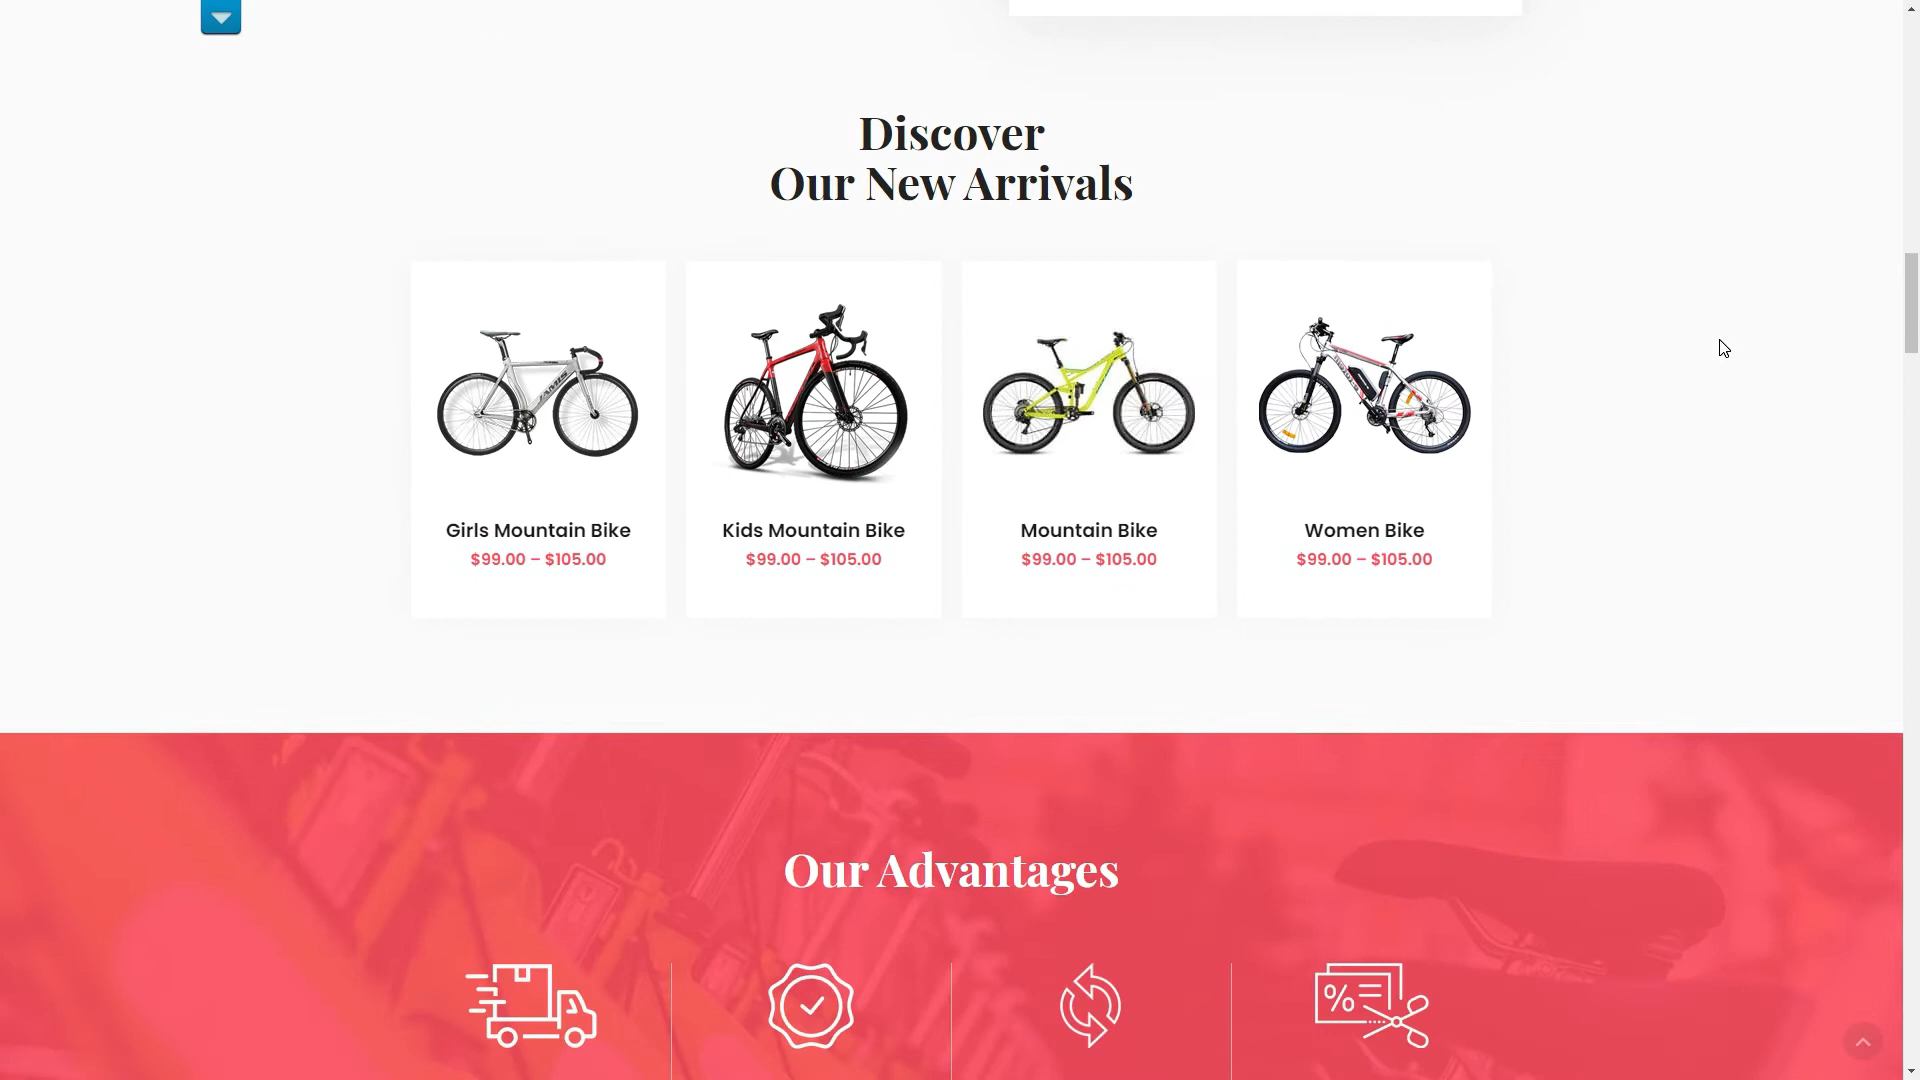 Discover
Our New Arrivals
JAMIS
Girls Mountain Bike
$99.00 – $105.00
Kids Mountain Bike
$99.00 – $105.00
Mountain Bike
$99.00 – $105.00
Women Bike
$99.00 – $105.00
Our Advantages
%